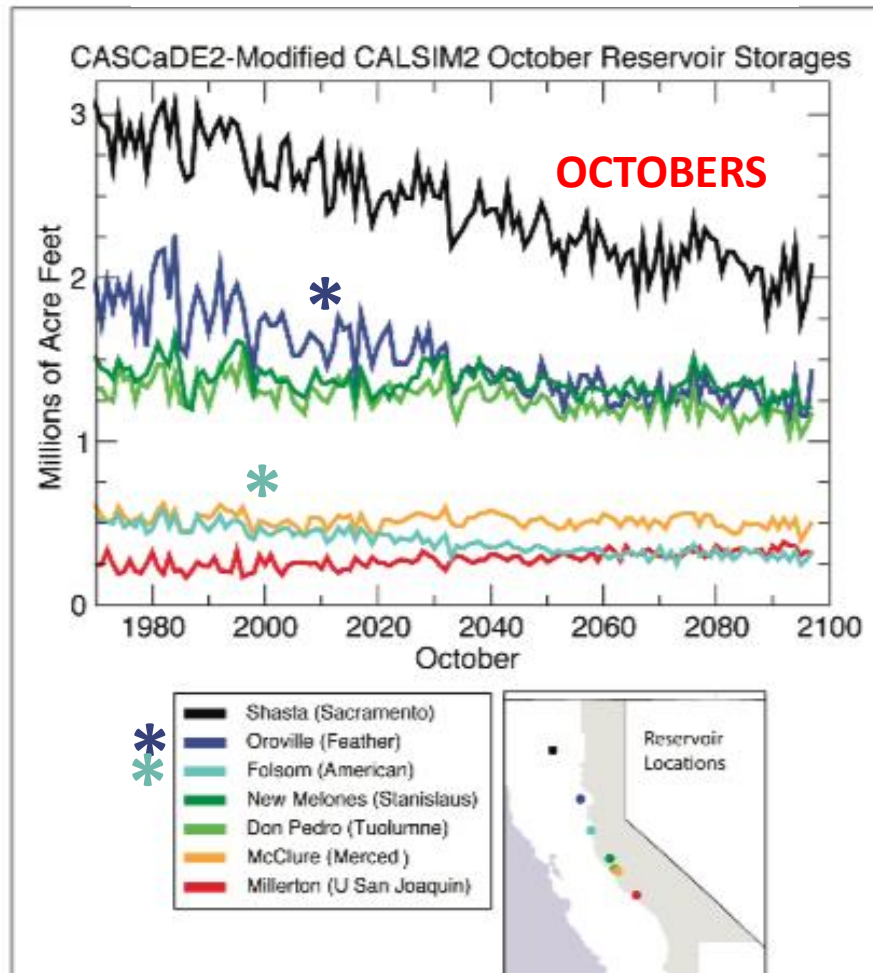 CASCaDE2-Modified CALSIM2 October Reservoir Storages
OCTOBERS
Millions of Acre Feet
3
2
1
0
*
*
1980 2000 2020 2040 2060 2080 2100
October
Shasta (Sacramento)
* Oroville (Feather)
* Folsom (American)
New Melones (Stanislaus)
Don Pedro (Tuolumne)
McClure (Merced)
Millerton (U San Joaquin)
Reservoir
Locations